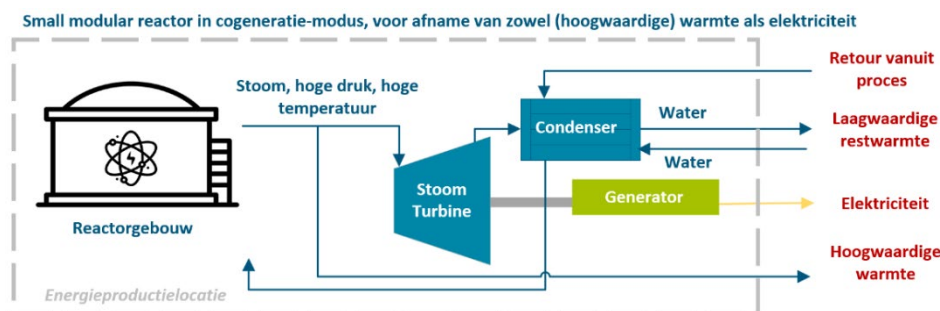 Small modular reactor in cogeneratie-modus, voor afname van zowel (hoogwaardige) warmte als elektriciteit
Stoom, hoge druk, hoge
temperatuur
Retour vanuit
proces
Condenser
Water
Laagwaardige
restwarmte
Water
Stoom
Turbine
Generator
Elektriciteit
Reactorgebouw
Hoogwaardige
warmte
Energieproductielocatie